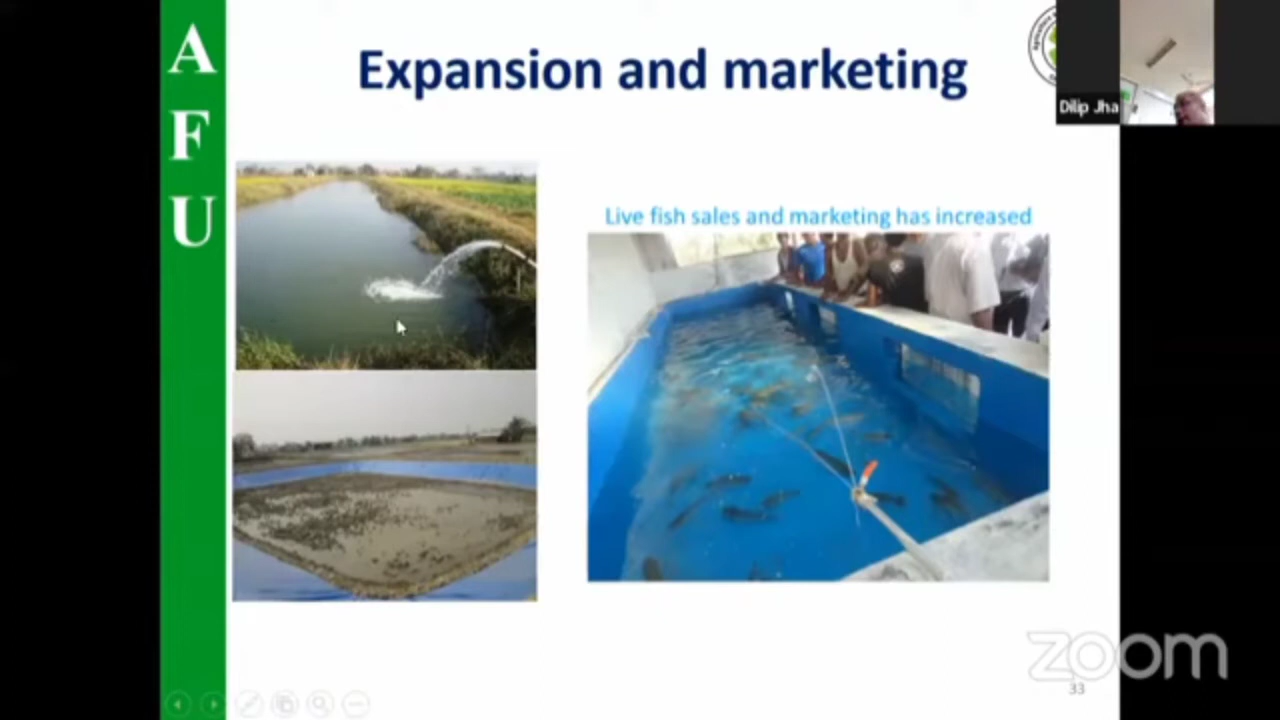 A
F
U
Expansion and marketing
Dilip Jha
Live fish sales and marketing has increased
zoom
33